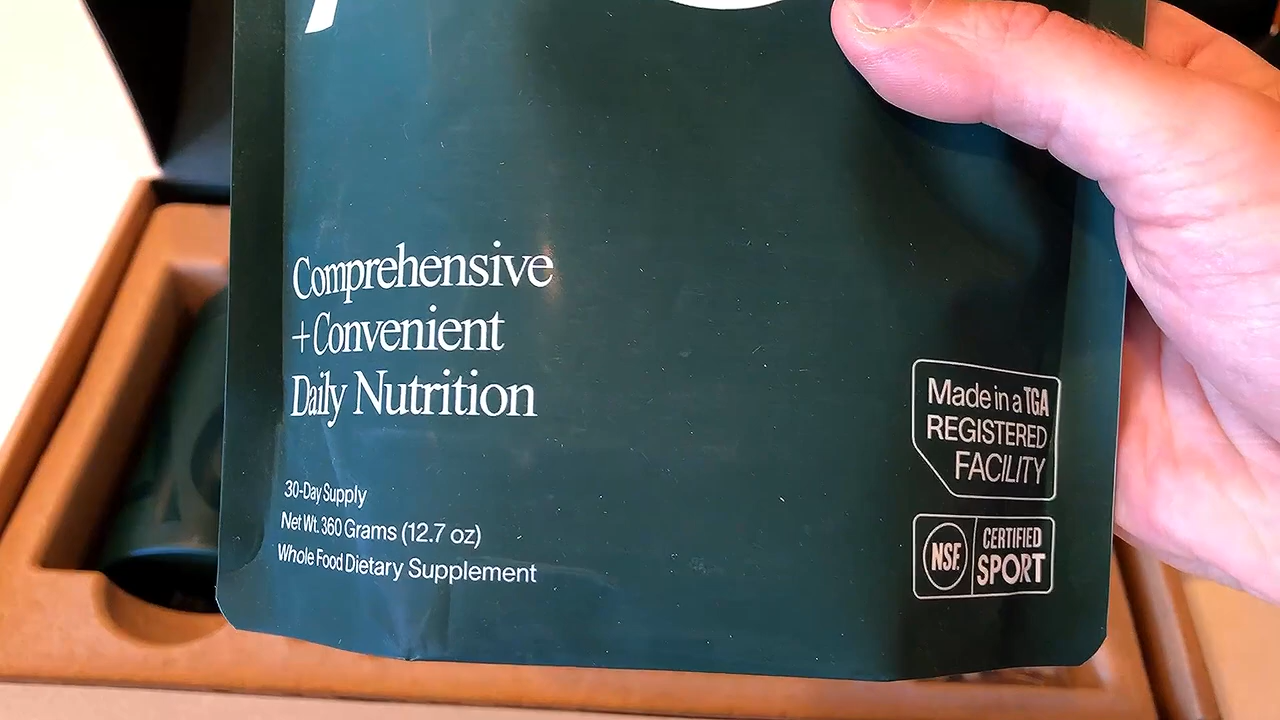 Comprehensive
+Convenient
Daily Nutrition
30-Day Supply
Net Wt. 360 Grams (12.7 oz)
Whole Food Dietary Supplement
Made in a TGA
REGISTERED
FACILITY
NSF.
CERTIFIED
SPORT